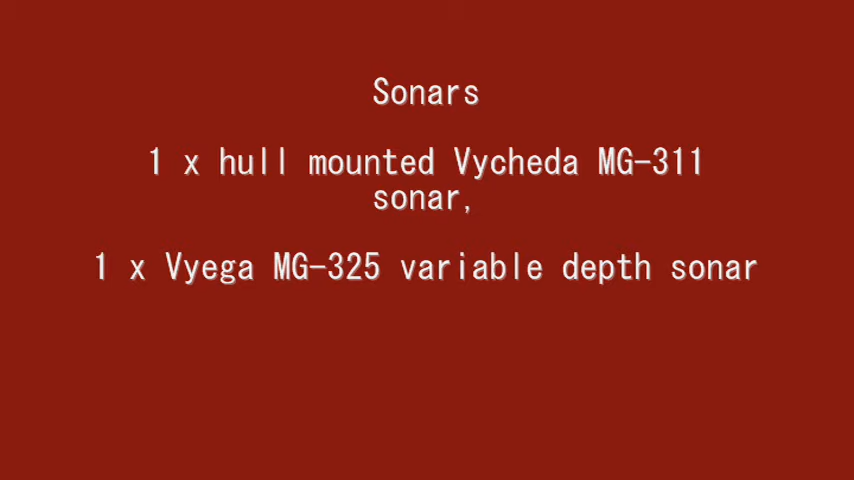 Sonars
1 x hull mounted Vycheda MG-311
sonar,
1 x Vyega MG-325 variable depth sonar